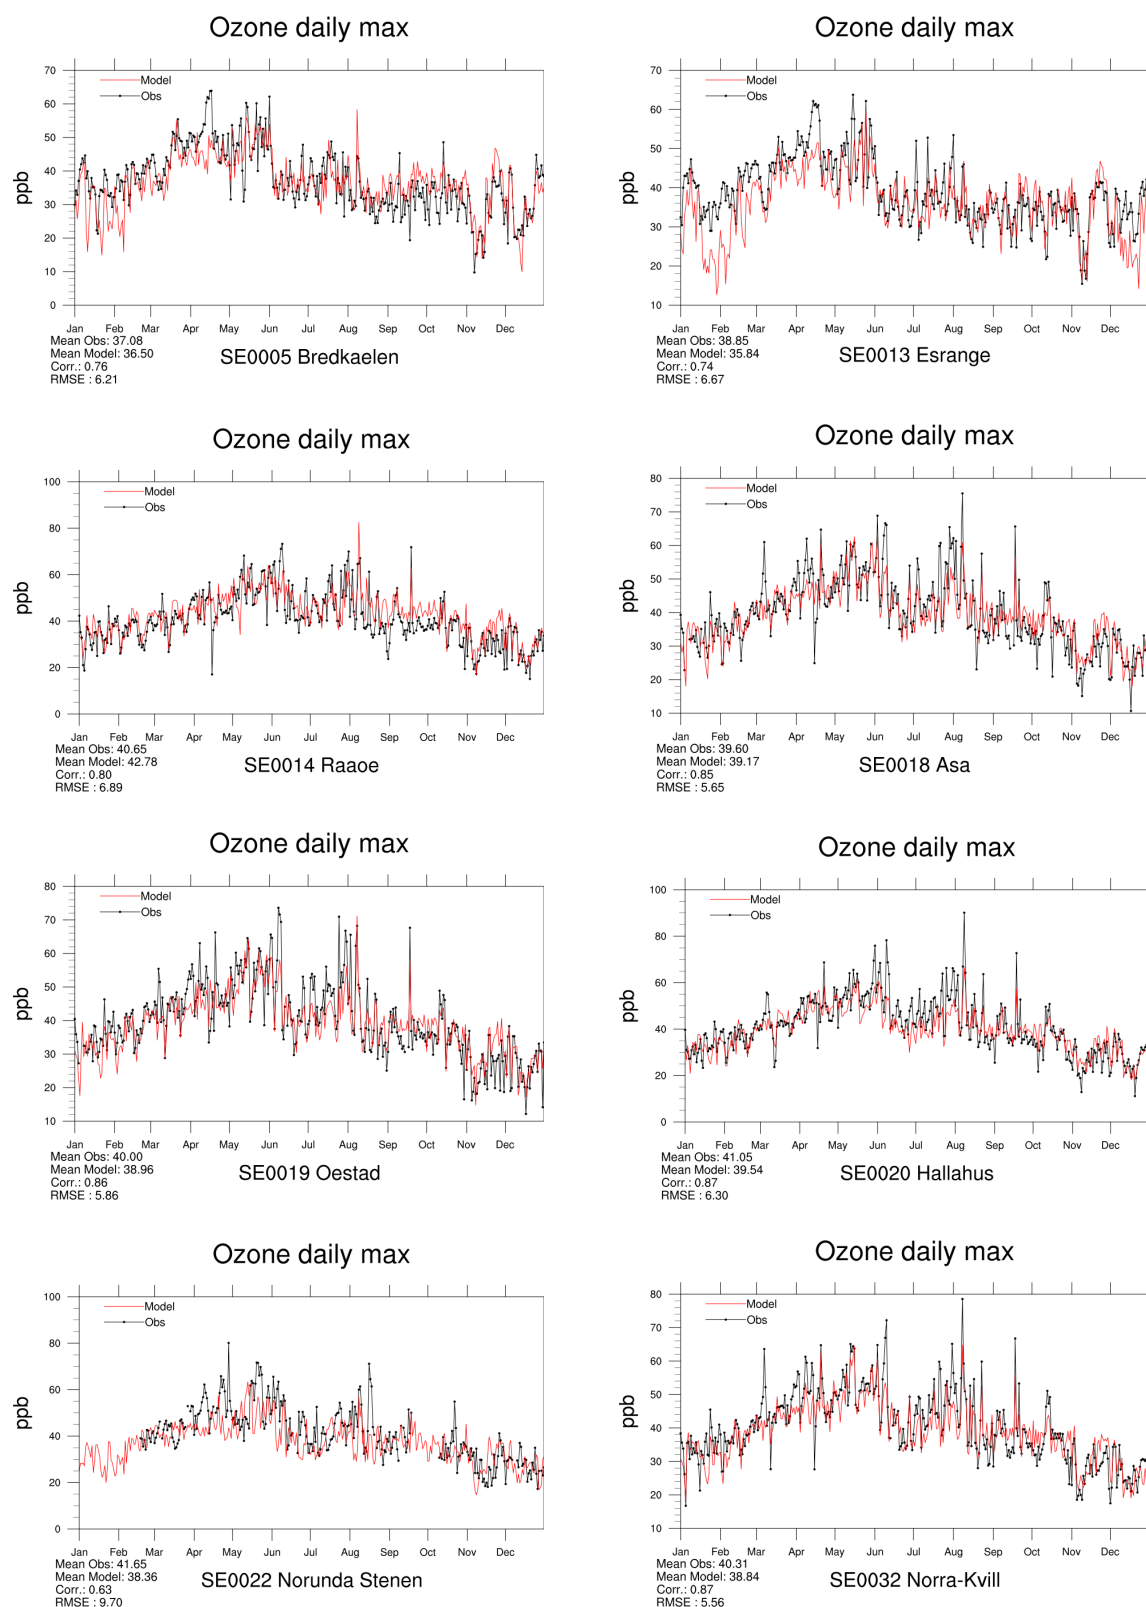 Ozone daily max
70
60
50
40
30
20
10
0
ppb
Model
Obs
Jan Feb Mar Apr May Jun Jul Aug Sep Oct Nov Dec
Mean Obs: 37.08
Mean Model: 36.50
Corr.: 0.76
RMSE : 6.21
SE0005 Bredkaelen
Ozone daily max
70
60
50
40
30
20
10
ppb
Model
Obs
Jan Feb Mar Apr May Jun Jul Aug Sep Oct Nov Dec
Mean Obs: 38.85
Mean Model: 35.84
Corr.: 0.74
RMSE : 6.67
SE0013 Esrange
Ozone daily max
100
80
60
40
20
0
ppb
Model
Obs
Jan Feb Mar Apr May Jun Jul Aug Sep Oct Nov Dec
Mean Obs: 40.65
Mean Model: 42.78
Corr.: 0.80
RMSE : 6.89
SE0014 Raaoe
Ozone daily max
80
70
60
50
40
30
20
10
ppb
Model
Obs
Jan Feb Mar Apr May Jun Jul Aug Sep Oct Nov Dec
Mean Obs: 39.60
Mean Model: 39.17
Corr.: 0.85
RMSE : 5.65
SE0018 Asa
Ozone daily max
80
70
60
50
40
30
20
10
ppb
Model
Obs
Jan Feb Mar Apr May Jun Jul Aug Sep Oct Nov Dec
Mean Obs: 40.00
Mean Model: 38.96
Corr.: 0.86
RMSE : 5.86
SE0019 Oestad
Ozone daily max
100
80
60
40
20
0
ppb
Model
Obs
Jan Feb Mar Apr May Jun Jul Aug Sep Oct Nov Dec
Mean Obs: 41.05
Mean Model: 39.54
Corr.: 0.87
RMSE : 6.30
SE0020 Hallahus
Ozone daily max
100
80
60
40
20
0
ppb
Model
Obs
Jan Feb Mar Apr May Jun Jul Aug Sep Oct Nov Dec
Mean Obs: 41.65
Mean Model: 38.36
Corr.: 0.63
RMSE : 9.70
SE0022 Norunda Stenen
Ozone daily max
80
70
60
50
40
30
20
10
ppb
Model
Obs
Jan Feb Mar Apr May Jun Jul Aug Sep Oct Nov Dec
Mean Obs: 40.31
Mean Model: 38.84
Corr.: 0.87
RMSE : 5.56
SE0032 Norra-Kvill